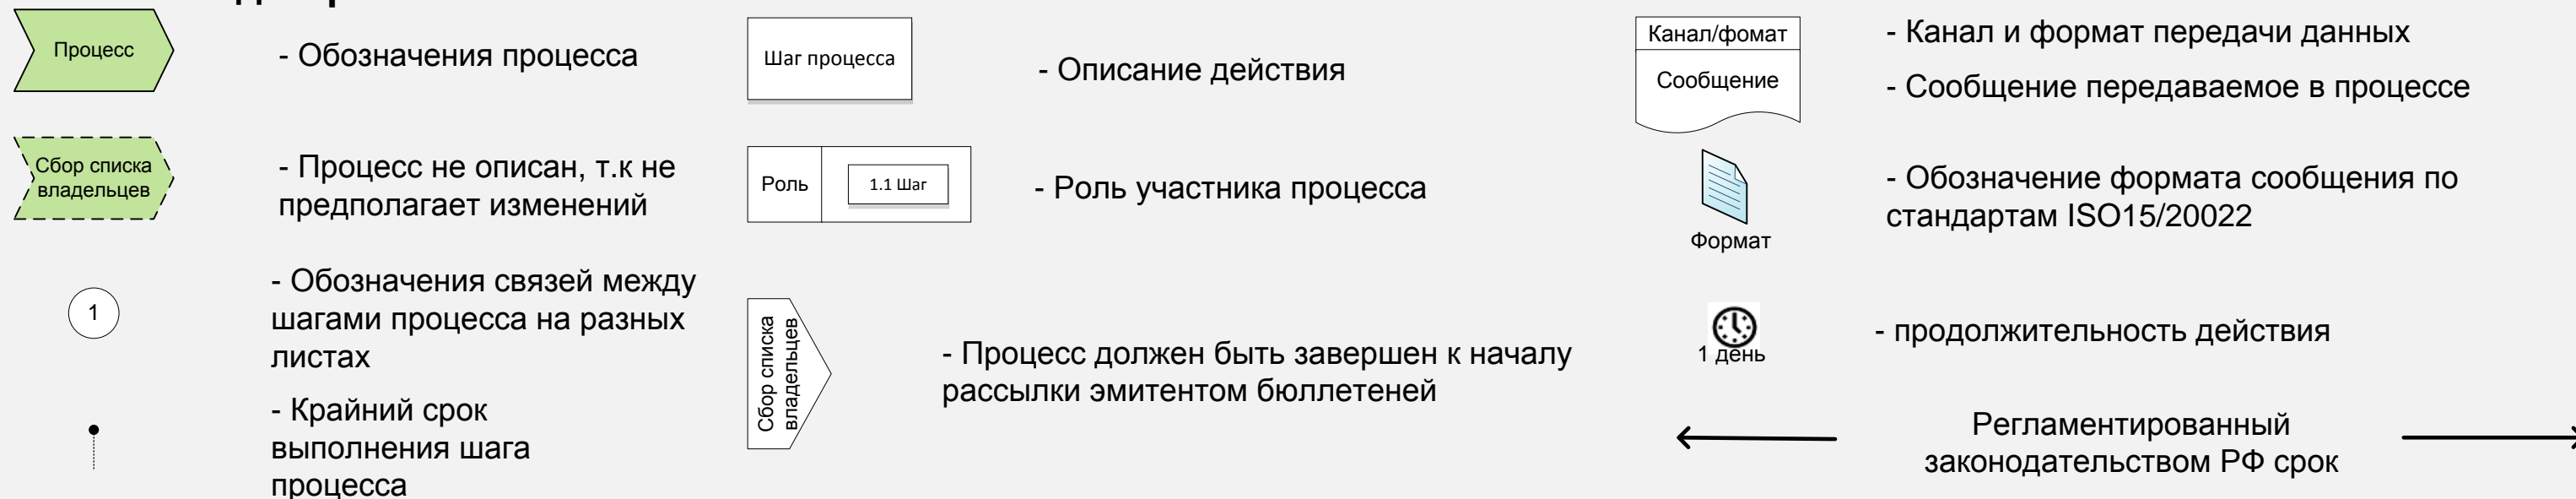 Процесс
- Обозначения процесса
Сбор списка
владельцев
- Процесс не описан, т.к не
предполагает изменений
1
- Обозначения связей между
шагами процесса на разных
листах
- Крайний срок
выполнения шага
процесса
Шаг процесса
- Описание действия
Роль
1.1 Шаг
- Роль участника процесса
Сбор списка
владельцев
- Процесс должен быть завершен к началу
рассылки эмитентом бюллетеней
Канал/фомат
Сообщение
- Канал и формат передачи данных
- Сообщение передаваемое в процессе
Формат
- Обозначение формата сообщения по
стандартам ISO15/20022
1 день
- продолжительность действия
Регламентированный
законодательством РФ срок